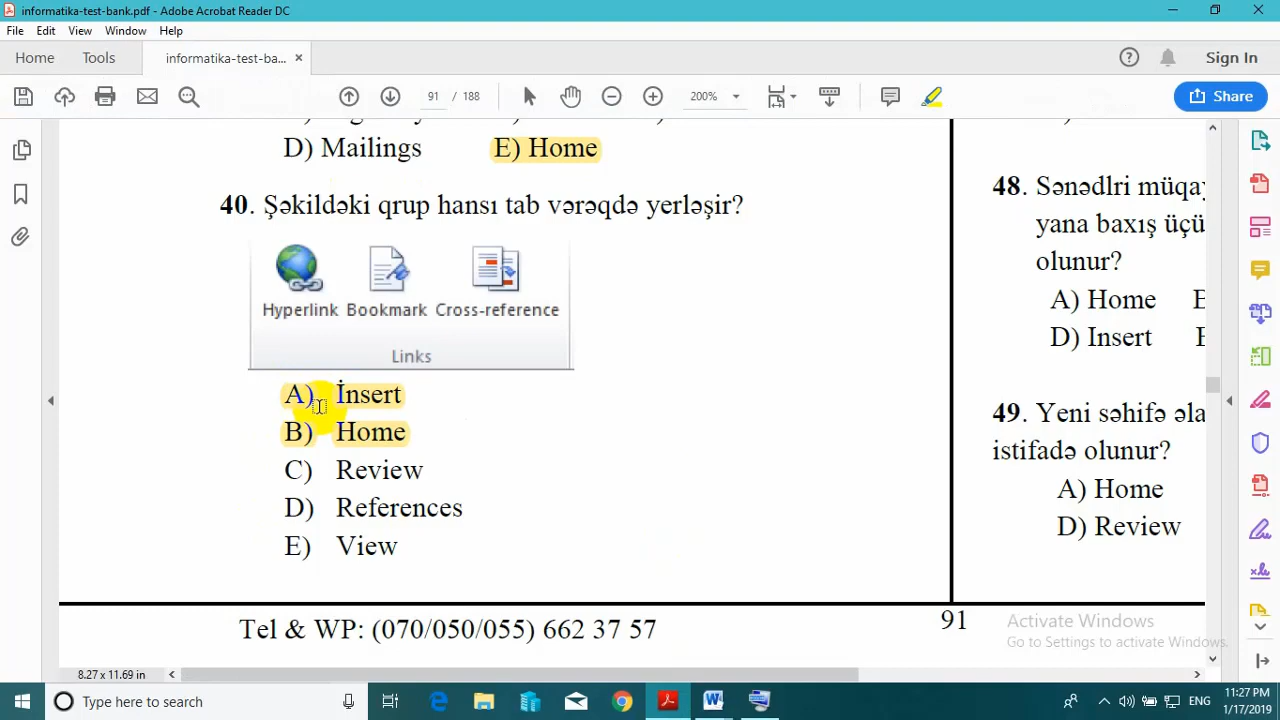 informatika-test-bank.pdf - Adobe Acrobat Reader DC
File Edit View Window Help
Home Tools informatika-test-ba... × Sign In
91 / 188 200% Share
D) Mailings E) Home
40. Şəkildəki qrup hansı tab vərəqdə yerləşir?
Hyperlink Bookmark Cross-reference
Links
A) İnsert
B) Home
C) Review
D) References
E) View
48. Sənədlri müqay
yana baxış üçü
olunur?
A) Home
D) Insert
49. Yeni səhifə əla
istifadə olunur?
A) Home
D) Review
Tel & WP: (070/050/055) 662 37 57
91
Activate Windows
Go to Settings to activate Windows.
8.27 x 11.69 in
Type here to search
ENG
11:27 PM
1/17/2019